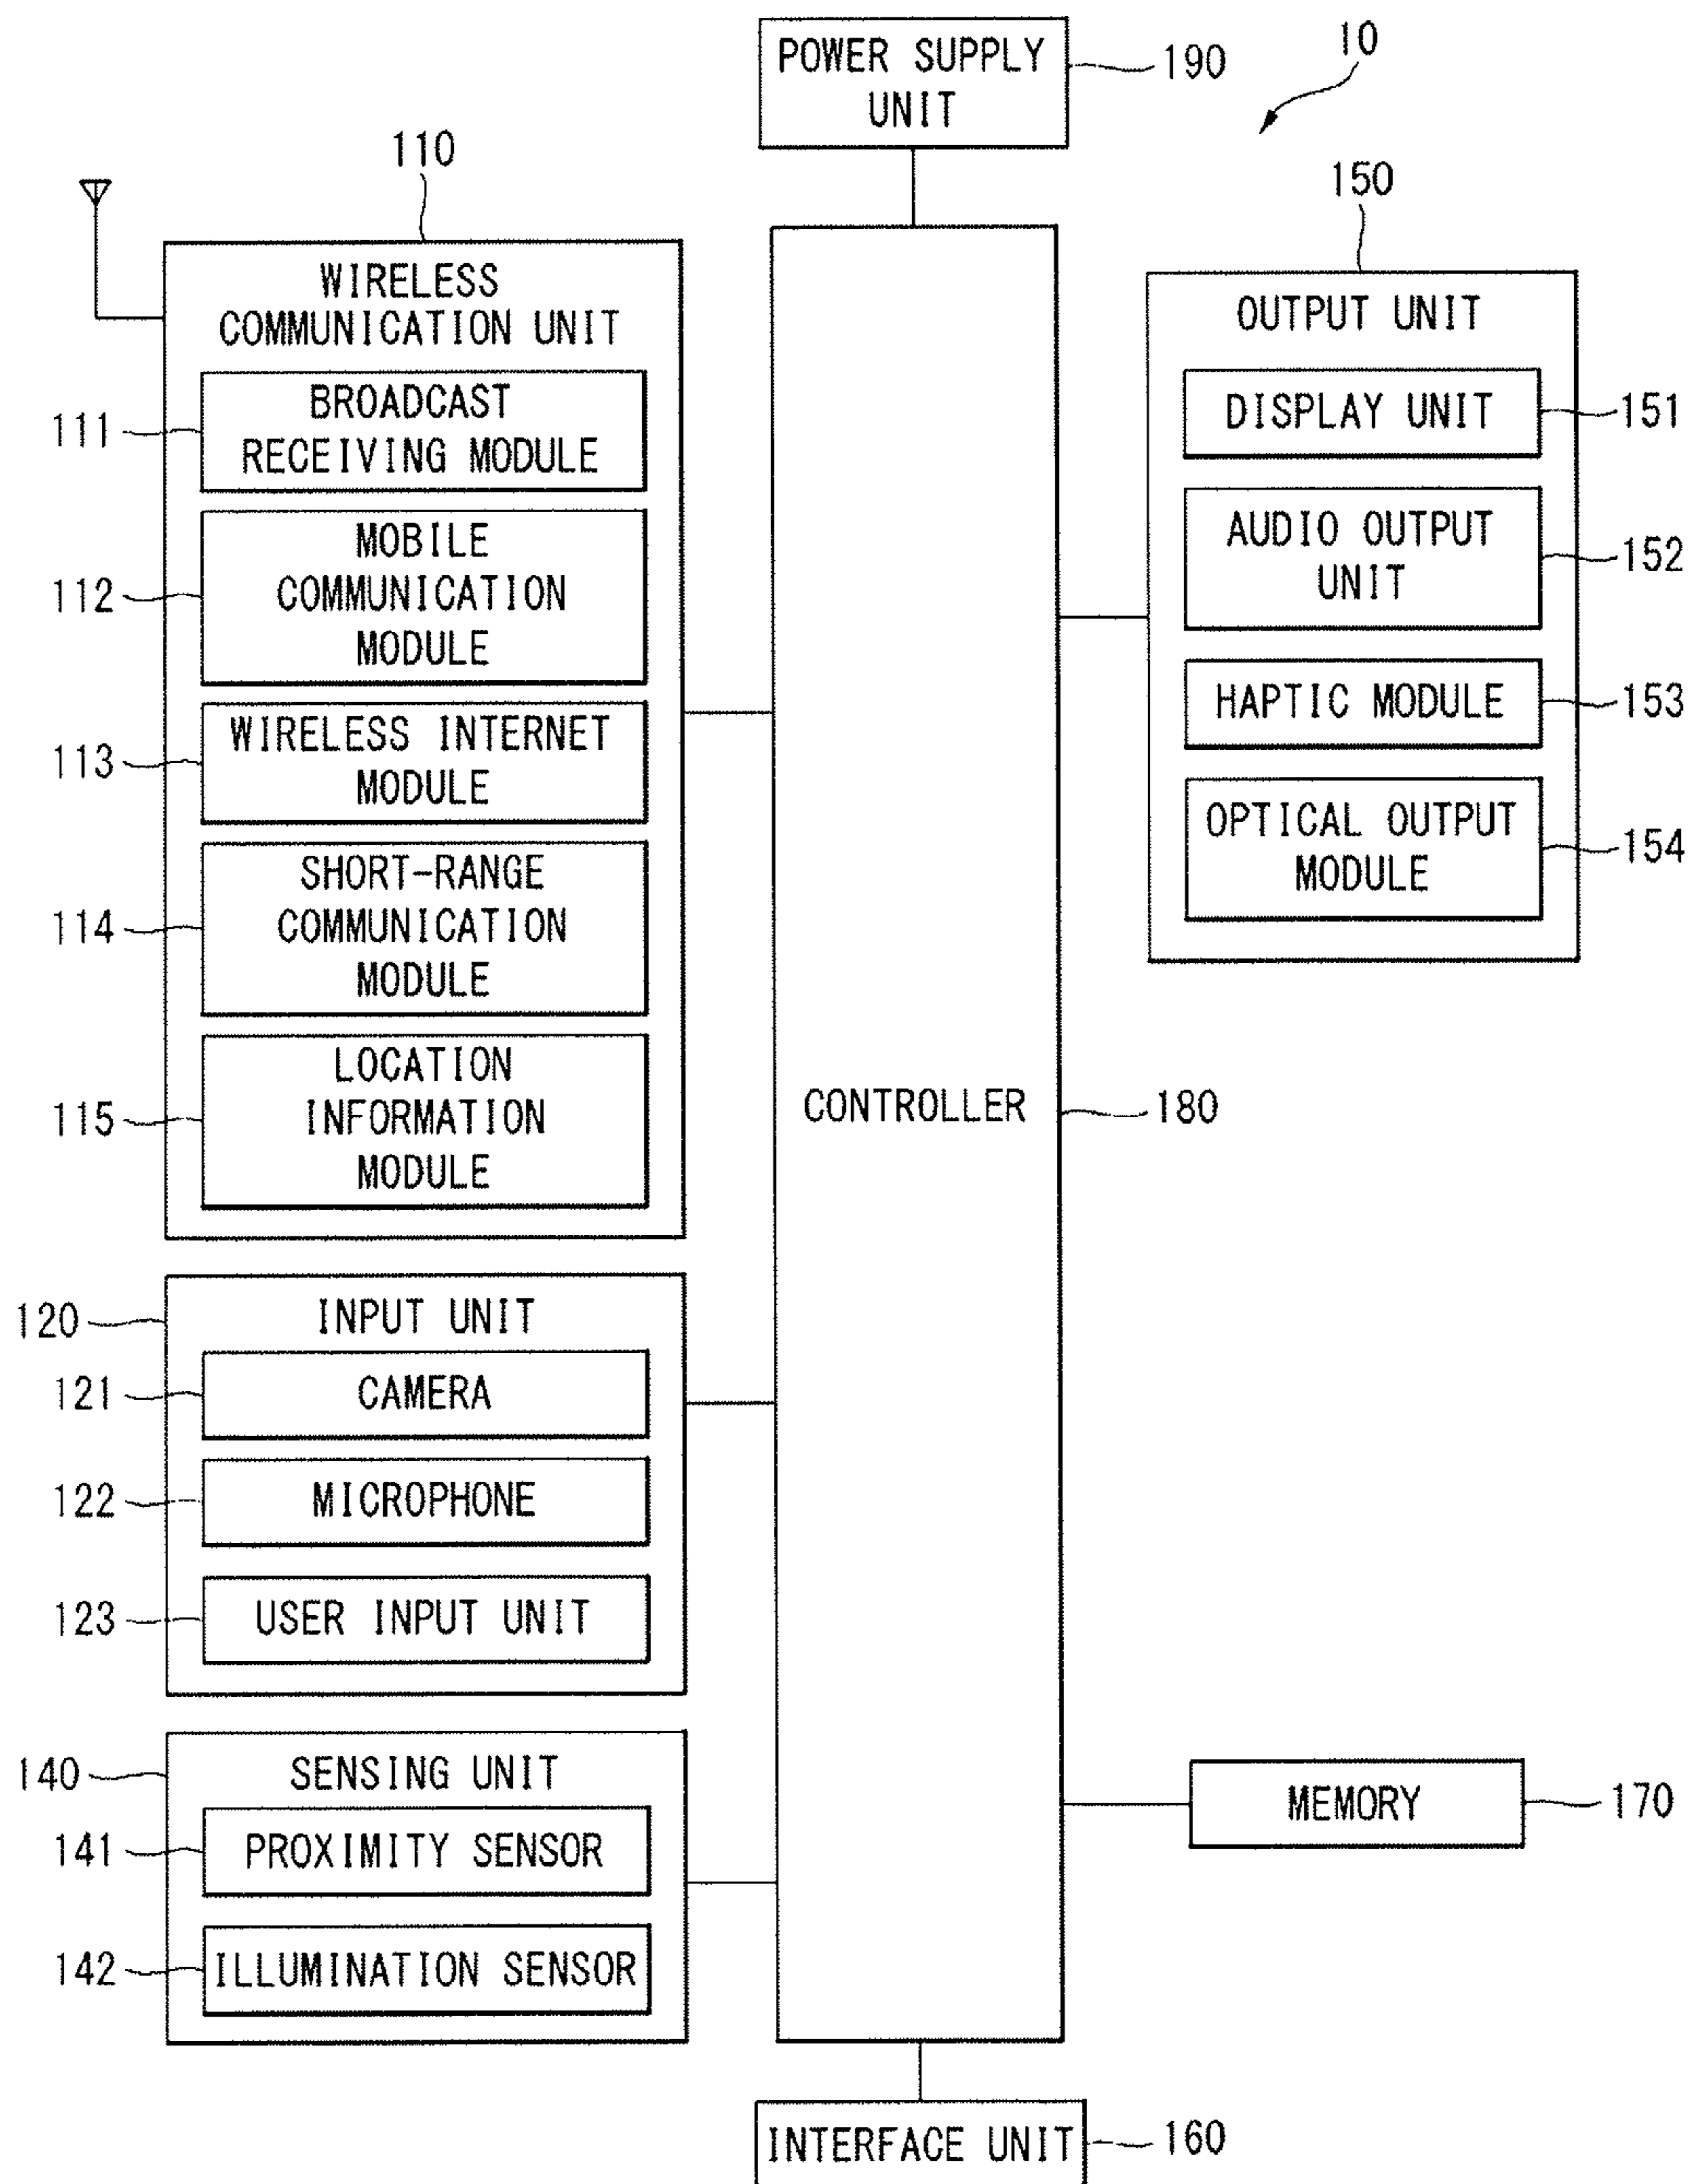 POWER SUPPLY
UNIT
190
10
110
WIRELESS
COMMUNICATION UNIT
111
BROADCAST
RECEIVING MODULE
112
MOBILE
COMMUNICATION
MODULE
113
WIRELESS INTERNET
MODULE
114
SHORT-RANGE
COMMUNICATION
MODULE
115
LOCATION
INFORMATION
MODULE
120
INPUT UNIT
121
CAMERA
122
MICROPHONE
123
USER INPUT UNIT
140
SENSING UNIT
141
PROXIMITY SENSOR
142
ILLUMINATION SENSOR
CONTROLLER
180
150
OUTPUT UNIT
DISPLAY UNIT
151
AUDIO OUTPUT
UNIT
152
HAPTIC MODULE
153
OPTICAL OUTPUT
MODULE
154
MEMORY
170
INTERFACE UNIT
160